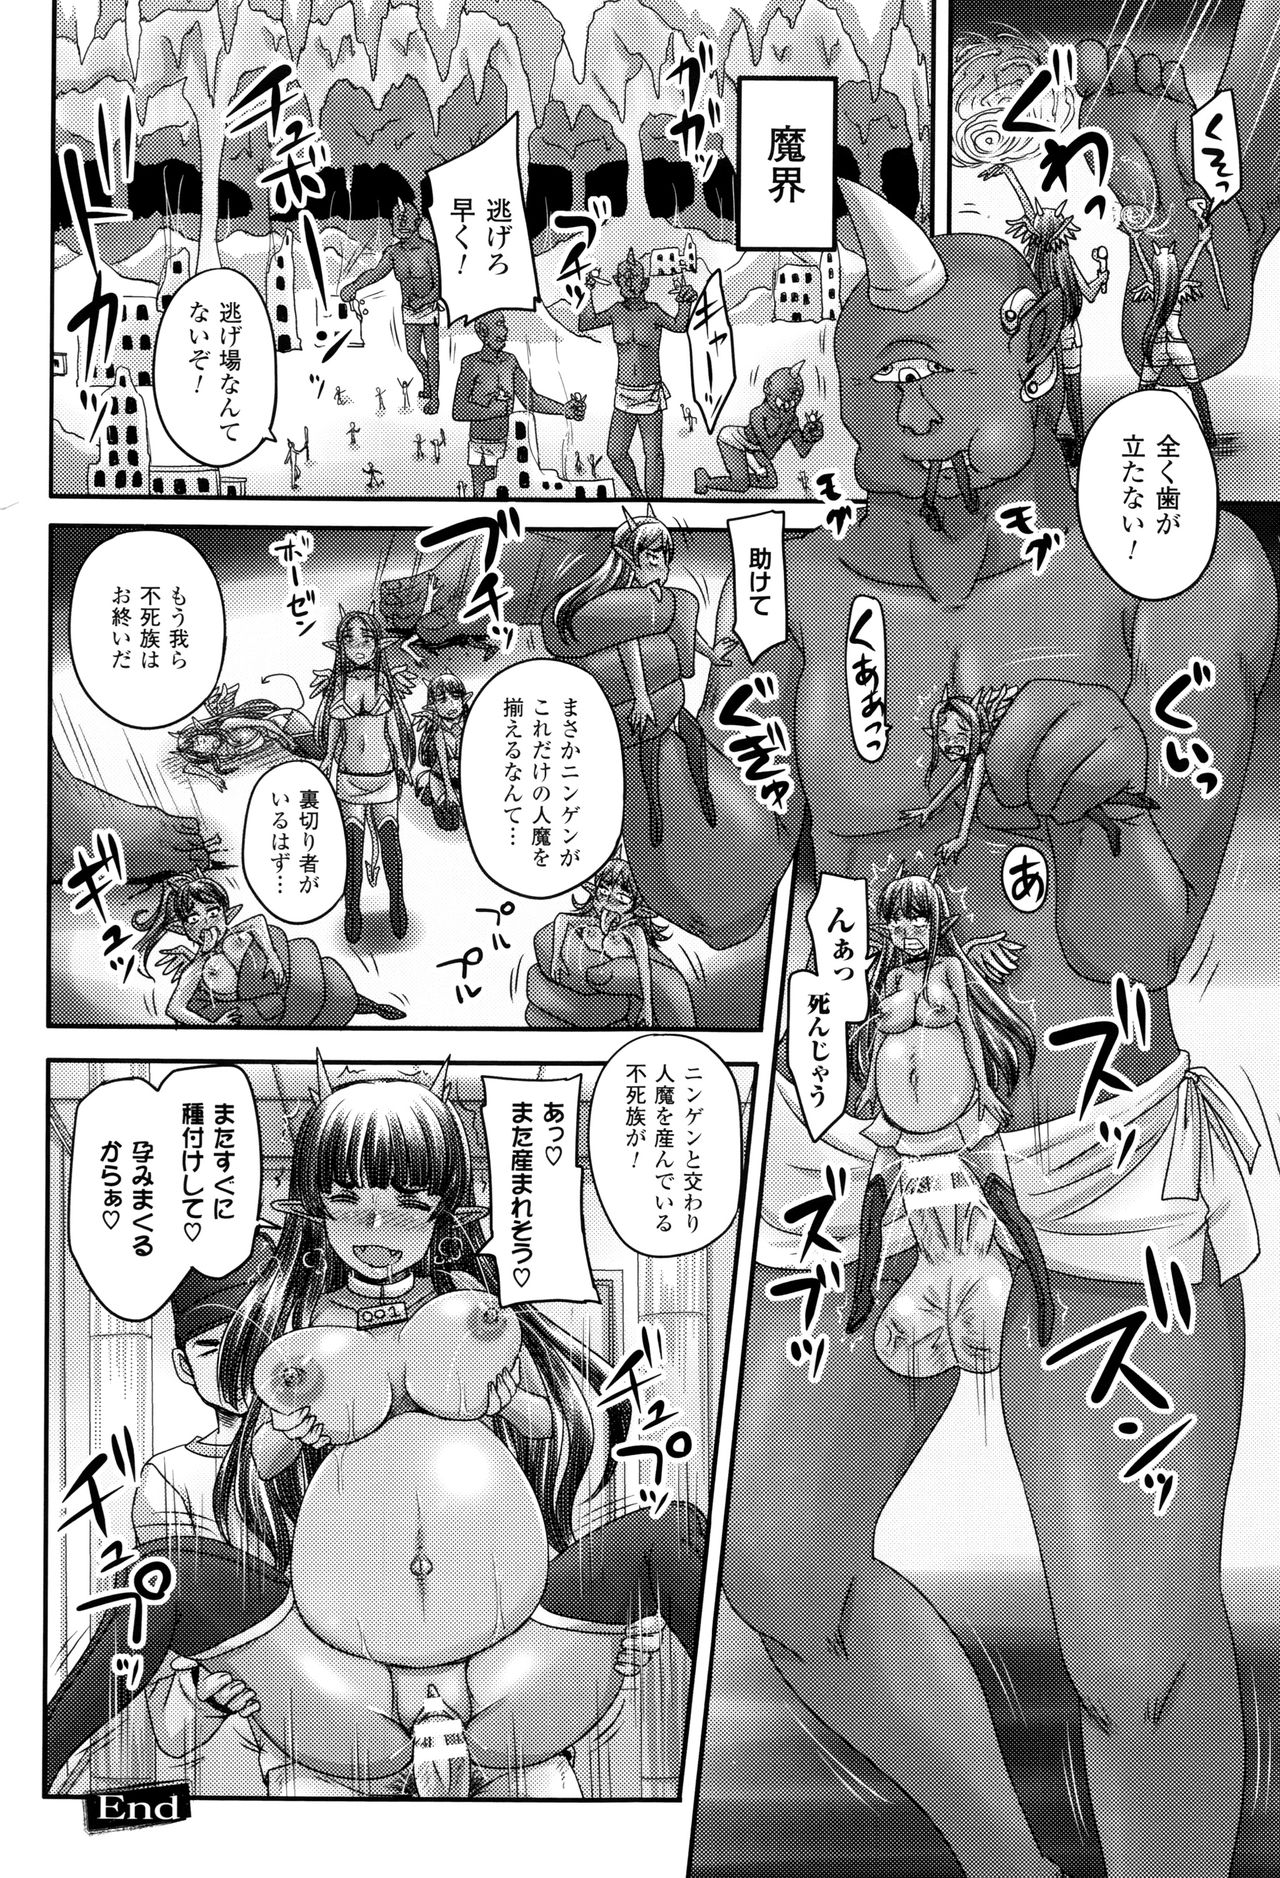 くそっ
ぐわっ
全く歯が
立たない！
魔界
逃げろ
早く！
ガガッ
ブチッ
キャー
チュボーーッ
逃げ場なんて
ないぞ！
ドカッ
モグ
モグ
ぐいっ
くああっっ
あ
んぁっ
死んじゃう
ズッ
ズブッ
ズンッ
助けて
ぐぎゅ
ブチッ
まさかニンゲンが
これだけの人魔を
揃えるなんて…
ボーゼン
裏切り者が
いるはず…
もう我ら
不死族は
お終いだ
プルプル
ギュッ
ニンゲンと交わり
人魔を産んでいる
不死族が！
あっ♡
また産まれそう♡
またすぐに
種付けして♡
孕みまくる
からぁ♡
001
ヂュプッ
ヂュプッ
End